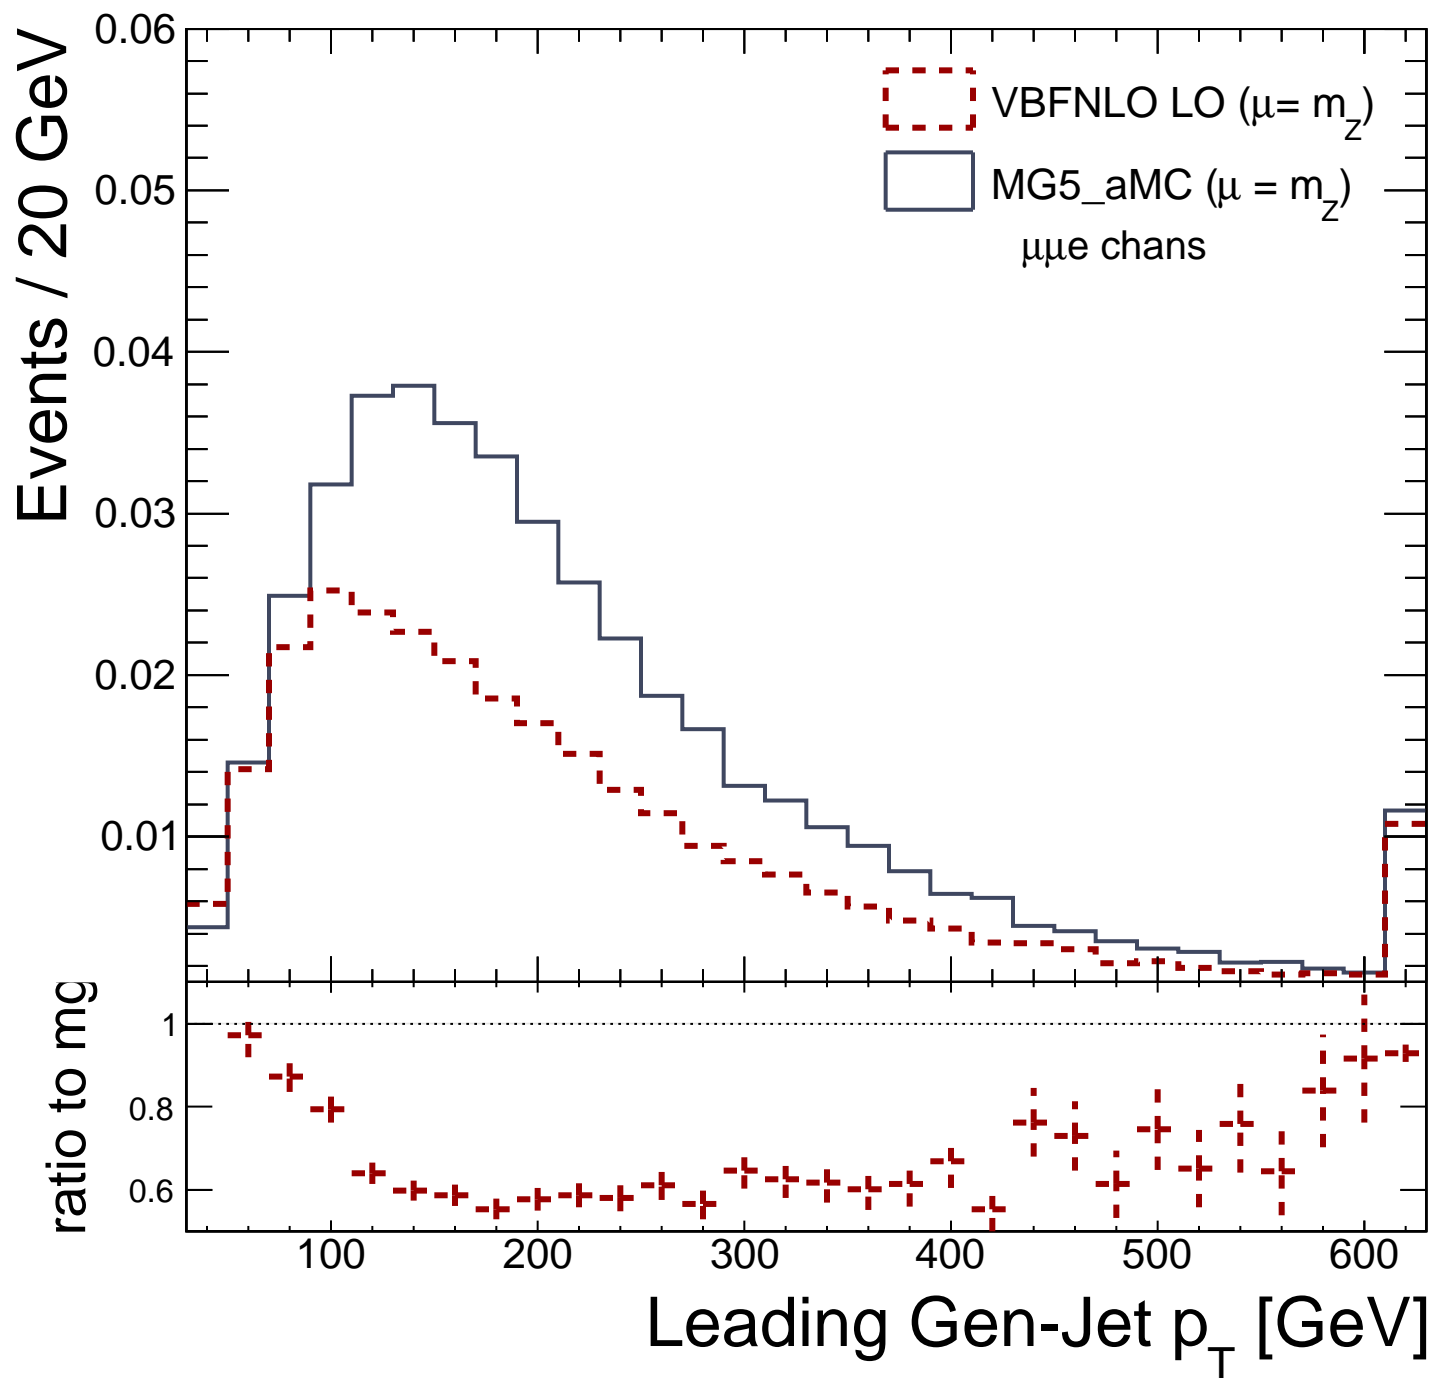 Events / 20 GeV
0.06
0.05
0.04
0.03
0.02
0.01
VBFNLO LO (μ= m_Z)
MG5_aMC (μ = m_Z)
μμe chans
ratio to mg
1
0.8
0.6
100 200 300 400 500 600
Leading Gen-Jet p_T [GeV]